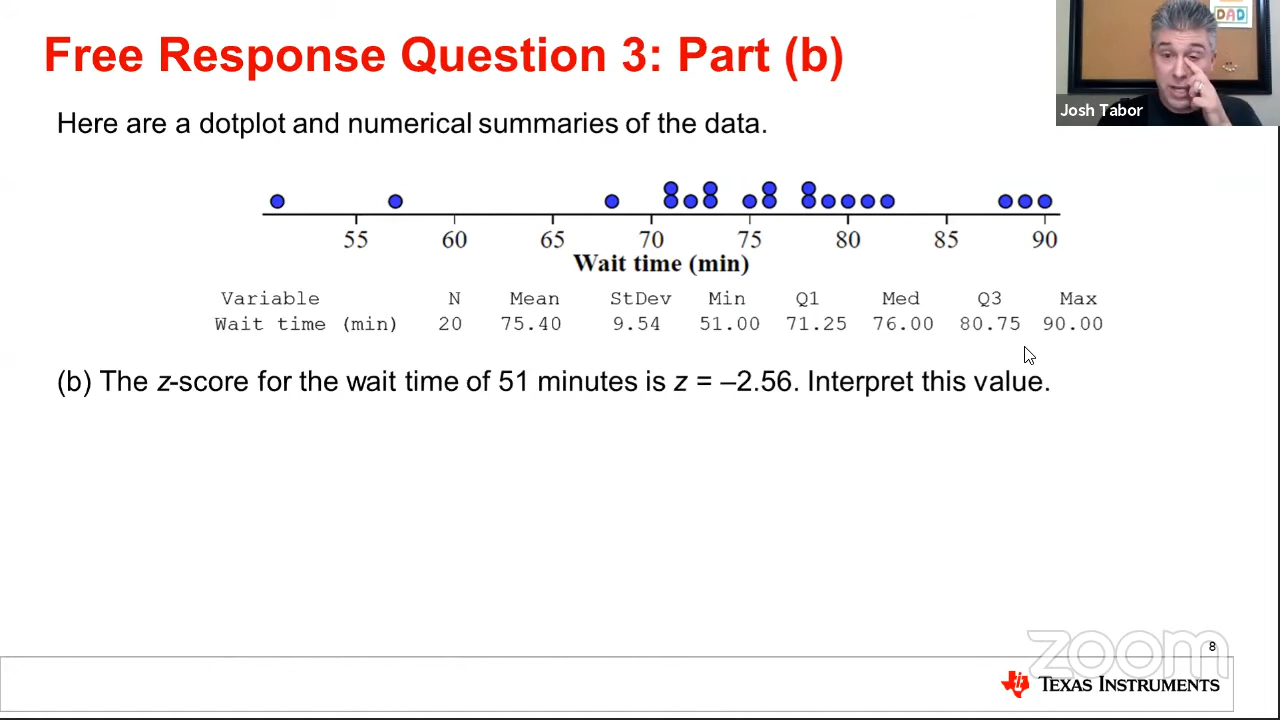 Free Response Question 3: Part (b)
DAD
Josh Tabor
Here are a dotplot and numerical summaries of the data.
55 60 65 70 75 80 85 90
Wait time (min)
Variable N Mean StDev Min Q1 Med Q3 Max
Wait time (min) 20 75.40 9.54 51.00 71.25 76.00 80.75 90.00
(b) The z-score for the wait time of 51 minutes is z = –2.56. Interpret this value.
zoom
8
TEXAS INSTRUMENTS